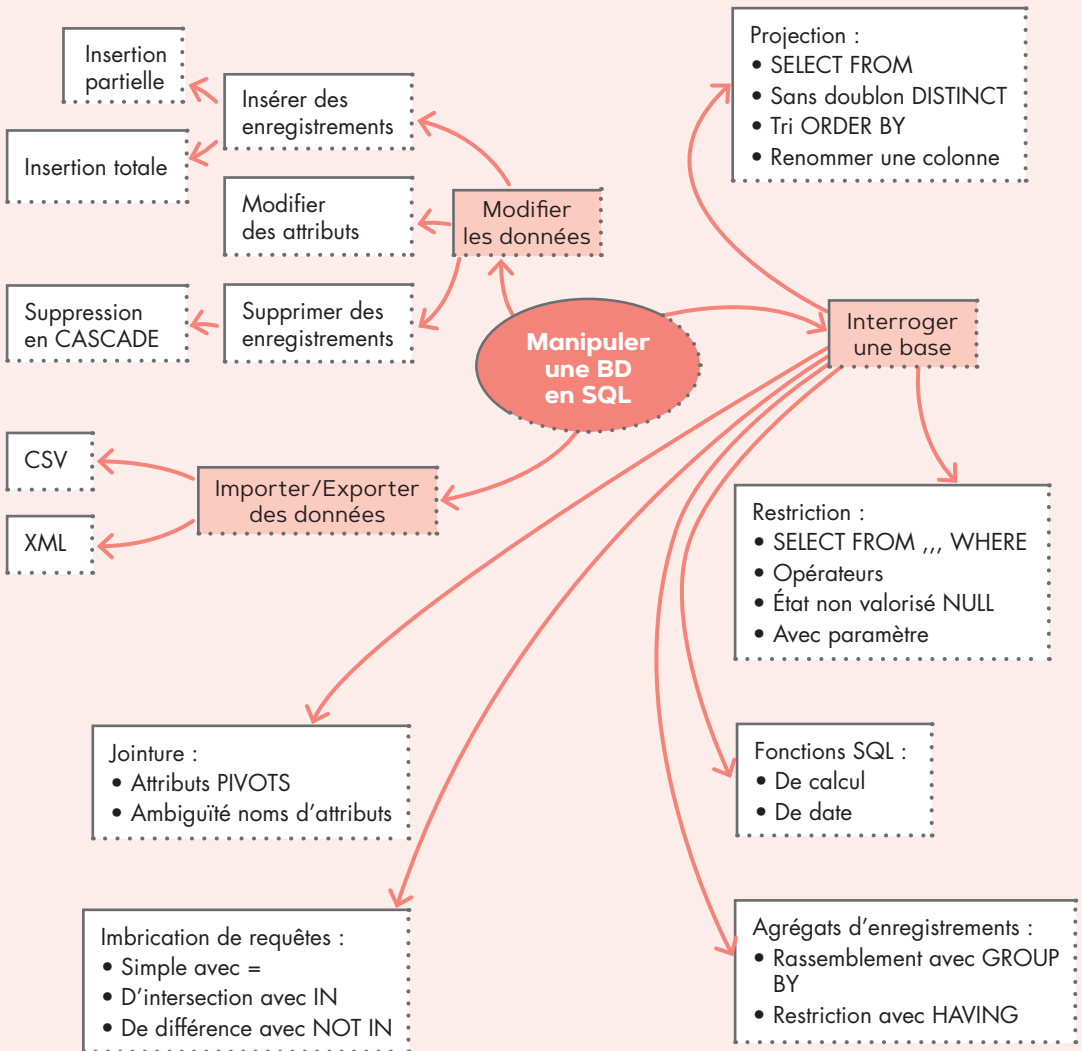 Insertion
partielle
Insérer des
enregistrements
Insertion totale
Modifier
des attributs
Modifier
les données
Suppression
en CASCADE
Supprimer des
enregistrements
Manipuler
une BD
en SQL
Projection :
• SELECT FROM
• Sans doublon DISTINCT
• Tri ORDER BY
• Renommer une colonne
Interroger
une base
CSV
XML
Importer/Exporter
des données
Restriction :
• SELECT FROM ,,, WHERE
• Opérateurs
• État non valorisé NULL
• Avec paramètre
Jointure :
• Attributs PIVOTS
• Ambiguïté noms d'attributs
Fonctions SQL :
• De calcul
• De date
Imbrication de requêtes :
• Simple avec =
• D'intersection avec IN
• De différence avec NOT IN
Agrégats d'enregistrements :
• Rassemblement avec GROUP
BY
• Restriction avec HAVING